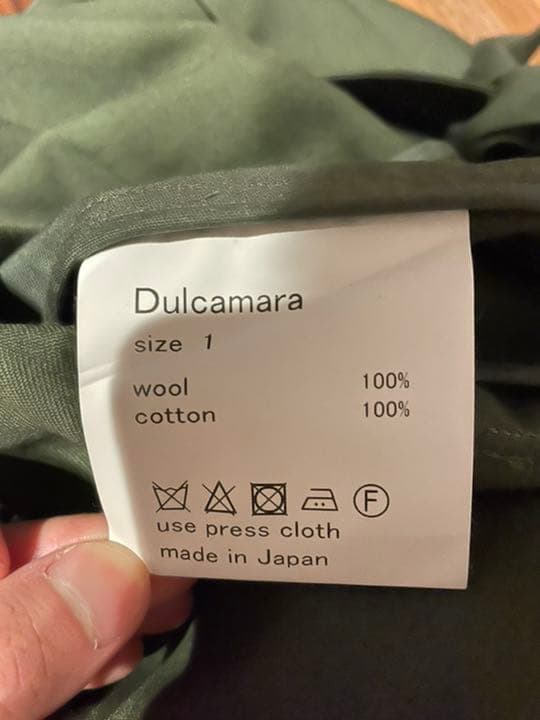 Dulcamara
size 1
wool 100%
cotton 100%
F
use press cloth
made in Japan